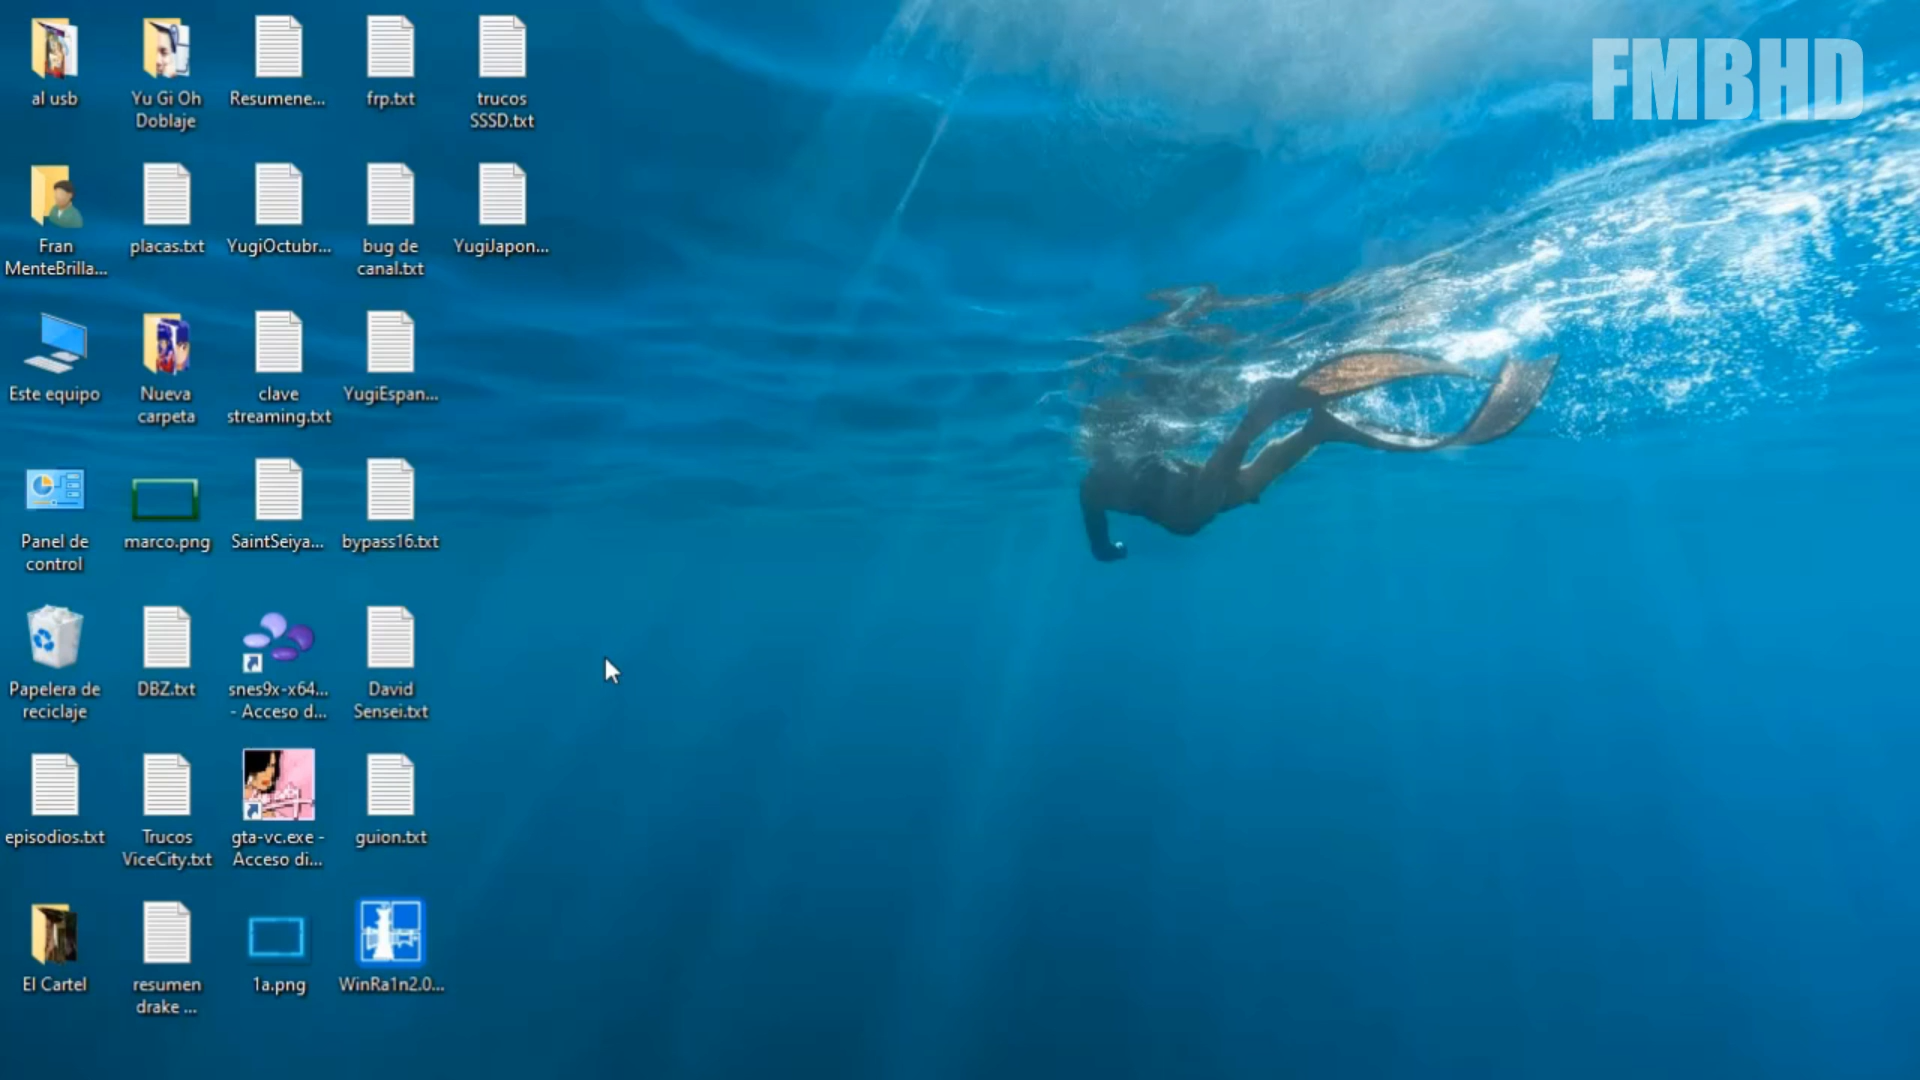 FMBHD
al usb
Yu Gi Oh
Doblaje
Resumene...
frp.txt
trucos
SSSD.txt
Fran
MenteBrilla...
placas.txt
YugiOctubr...
bug de
canal.txt
YugiJapon...
Este equipo
Nueva
carpeta
clave
streaming.txt
YugiEspan...
Panel de
control
marco.png
SaintSeiya...
bypass16.txt
Papelera de
reciclaje
DBZ.txt
snes9x-x64...
- Acceso d...
David
Sensei.txt
episodios.txt
Trucos
ViceCity.txt
gta-vc.exe -
Acceso di...
guion.txt
El Cartel
resumen
drake ...
1a.png
WinRa1n2.0...